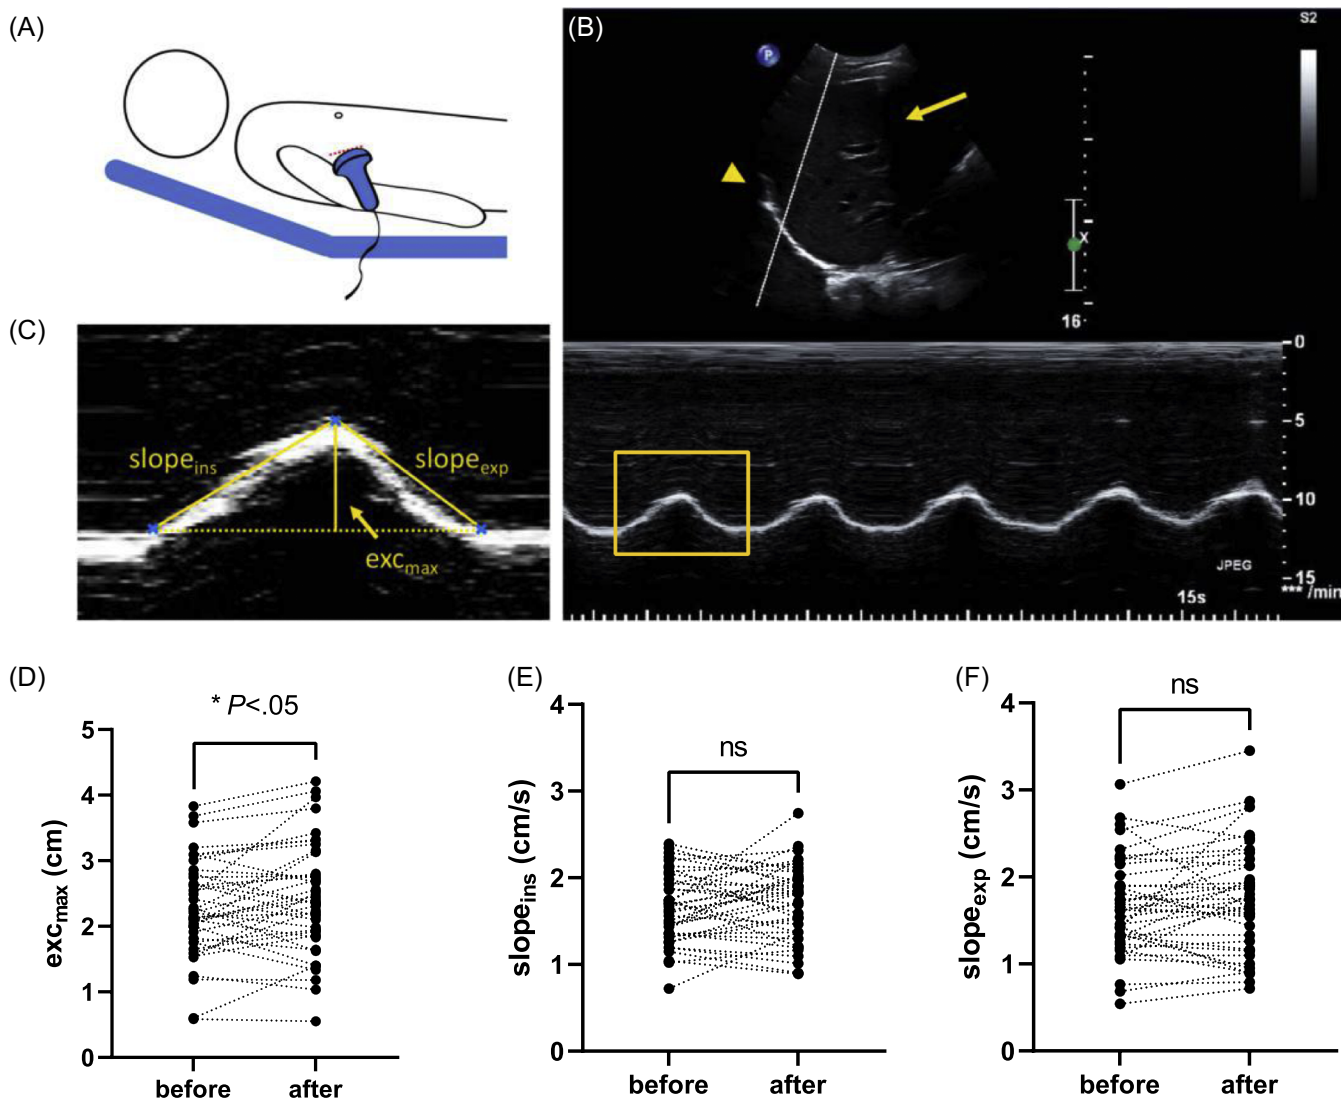 (A)
(B)
S2
P
X
16
(C)
slopeins
slopeexp
excmax
0
5
10
15
JPEG
*** /min
15s
(D)
* P<.05
excmax (cm)
5
4
3
2
1
0
before
after
(E)
ns
slopeins (cm/s)
4
3
2
1
0
before
after
(F)
ns
slopeexp (cm/s)
4
3
2
1
0
before
after